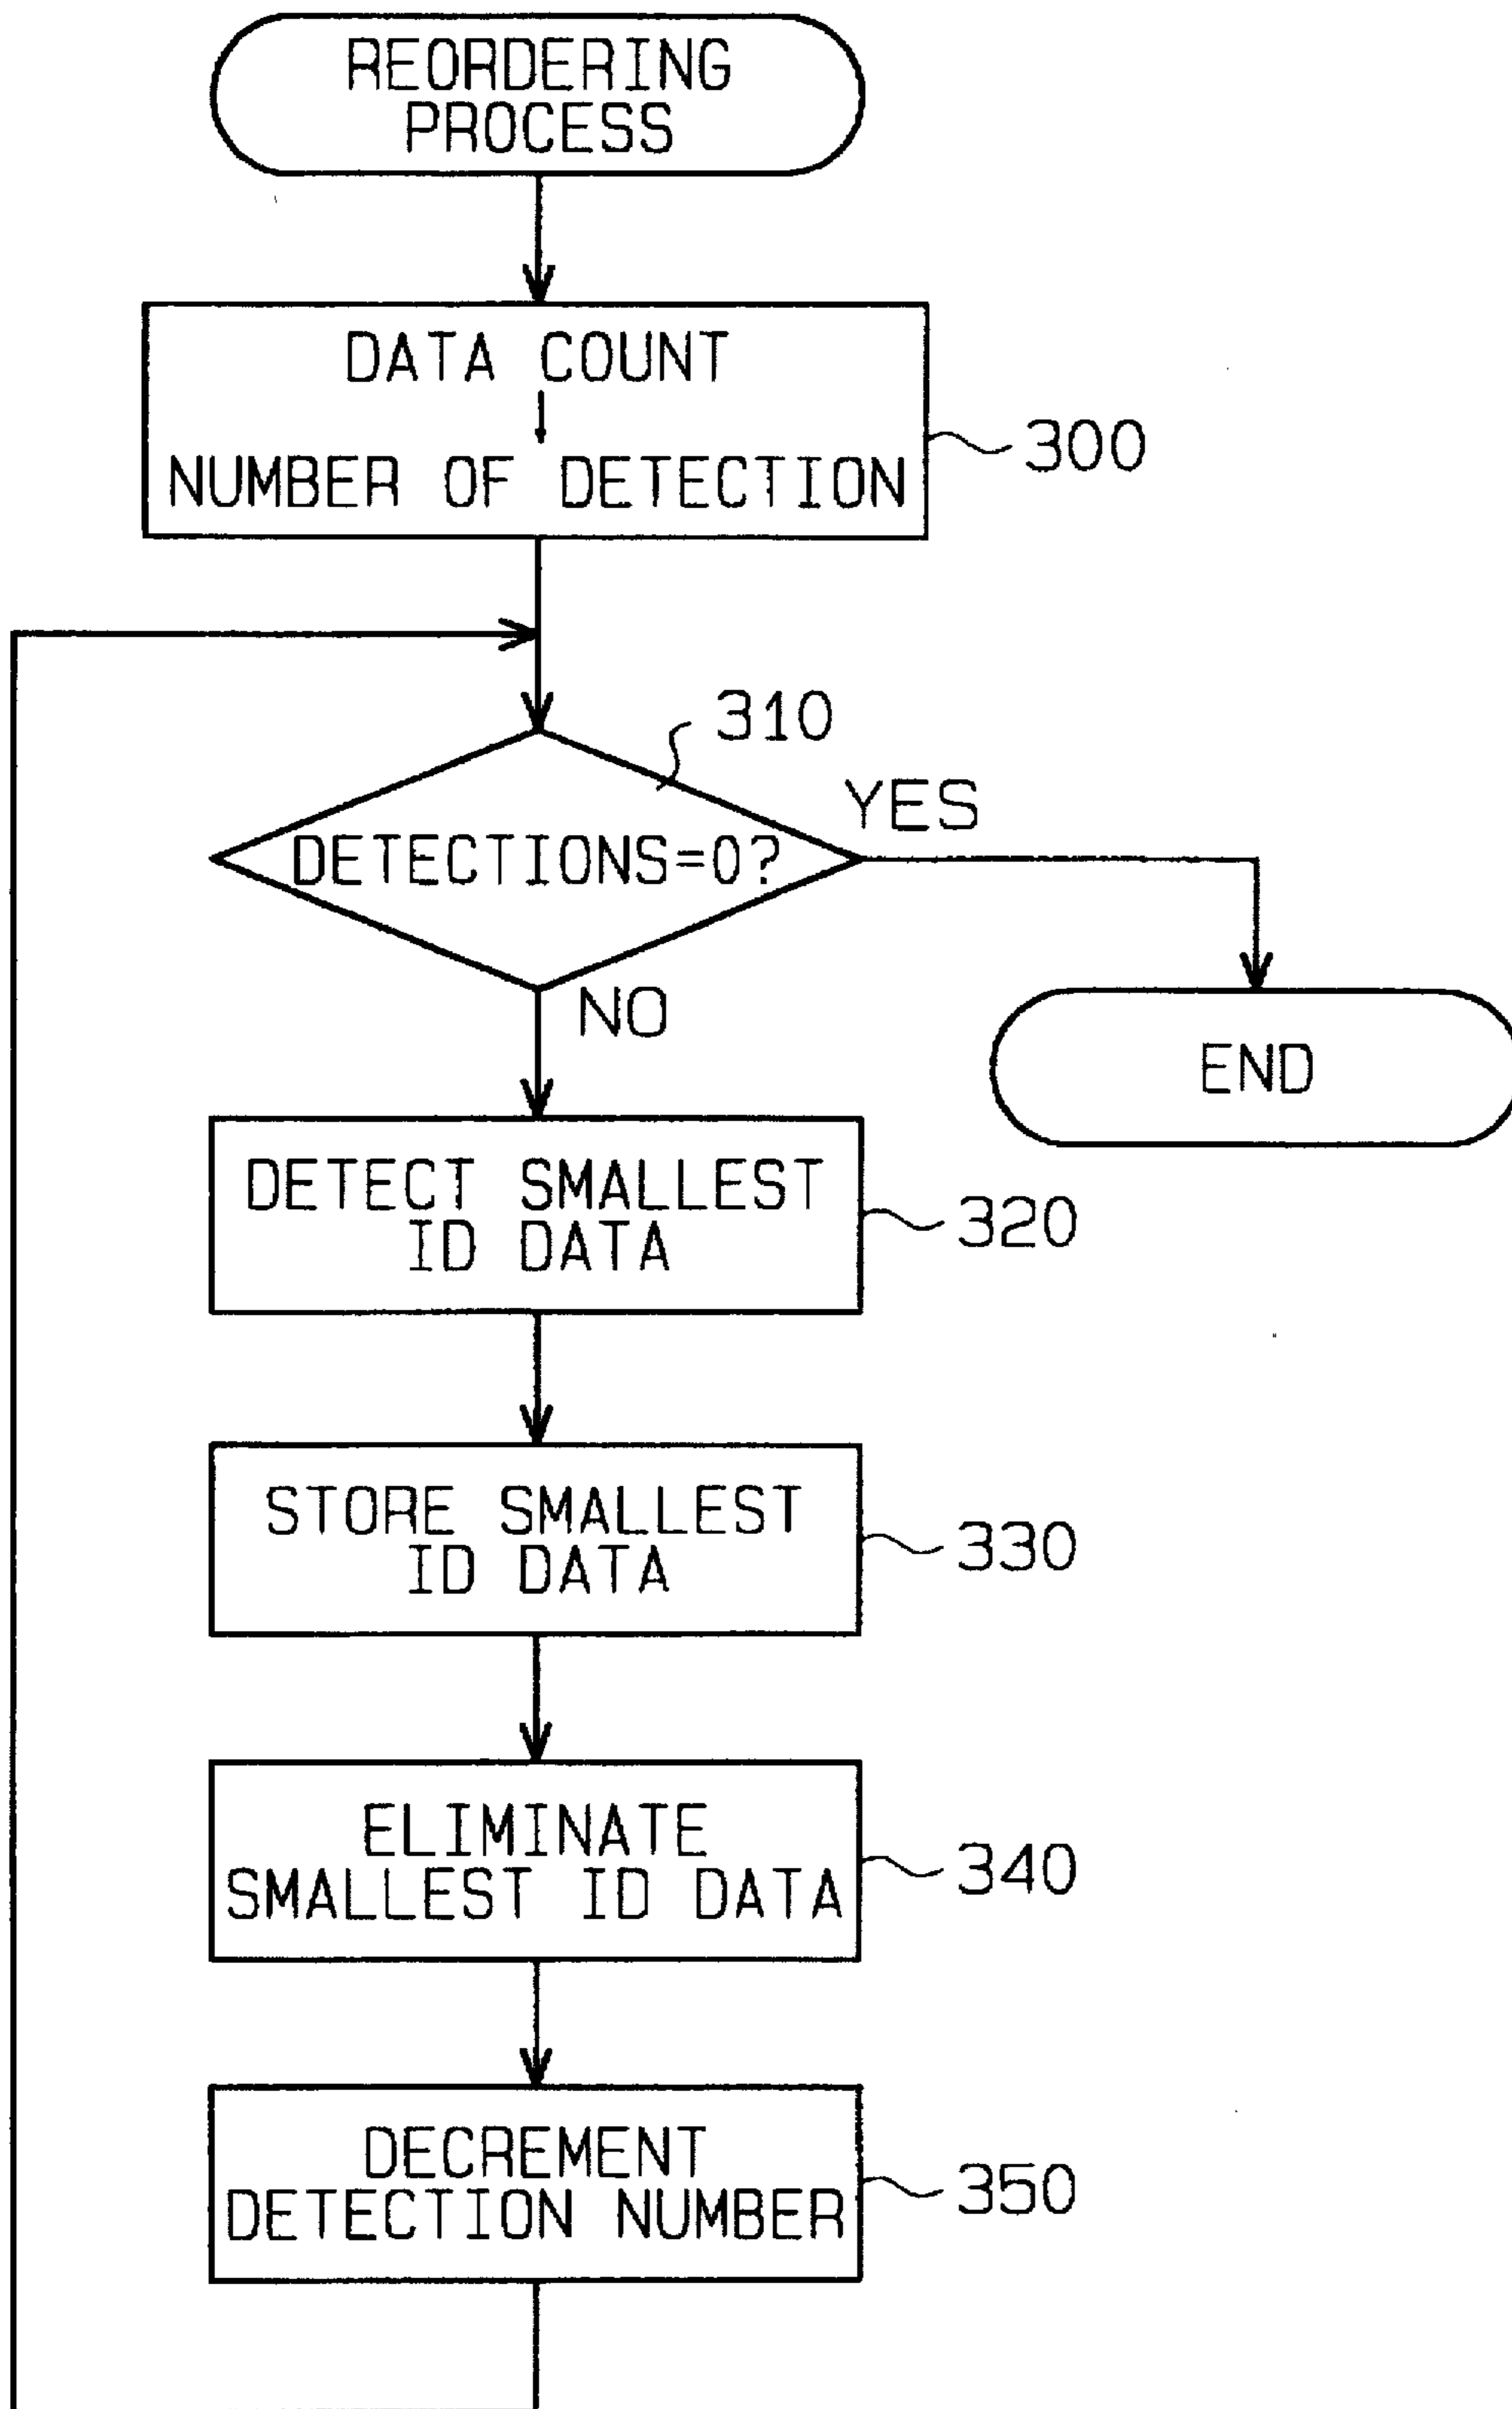 REORDERING
PROCESS
DATA COUNT
NUMBER OF DETECTION
300
310
YES
DETECTIONS=0?
NO
END
DETECT SMALLEST
ID DATA
320
STORE SMALLEST
ID DATA
330
ELIMINATE
SMALLEST ID DATA
340
DECREMENT
DETECTION NUMBER
350